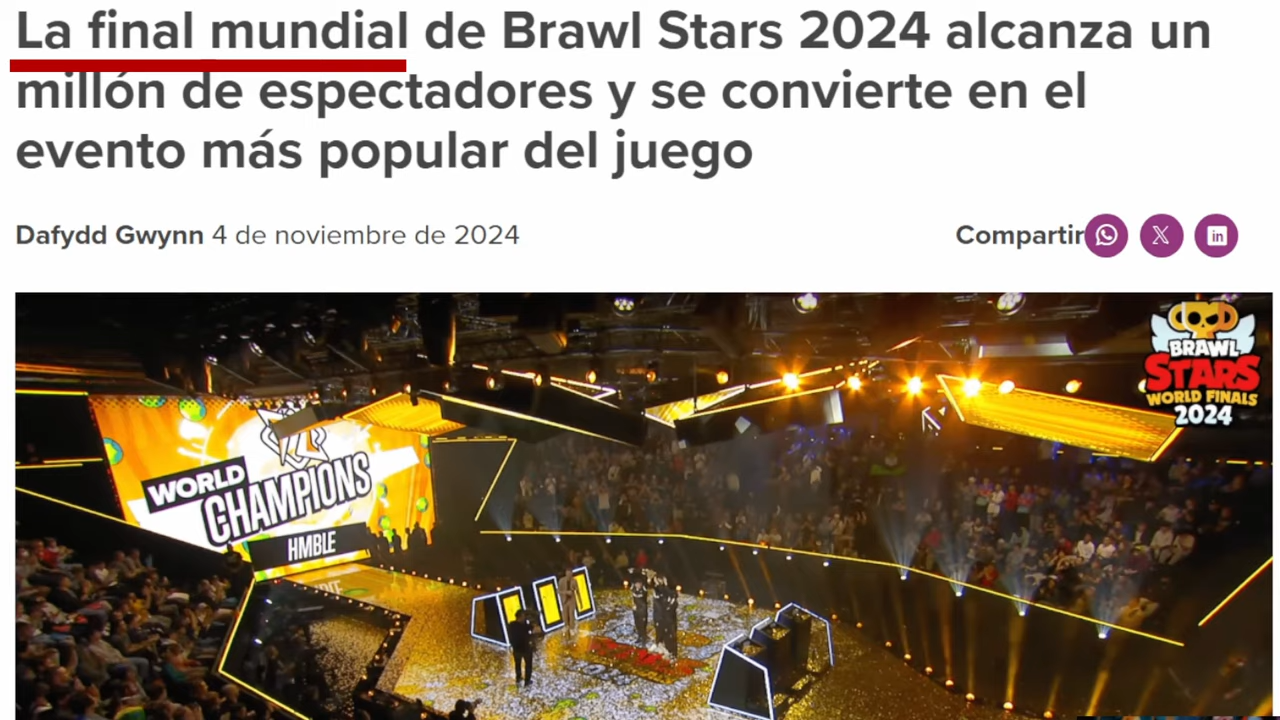 La final mundial de Brawl Stars 2024 alcanza un
millón de espectadores y se convierte en el
evento más popular del juego
Dafydd Gwynn 4 de noviembre de 2024
Compartir
BRAWL
STARS
WORLD FINALS
2024
WORLD
CHAMPIONS
HMBLE